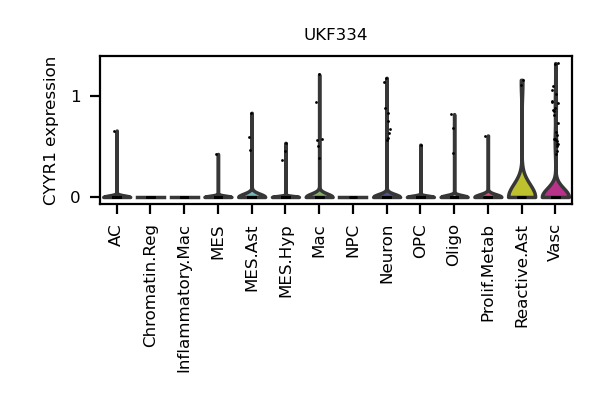 UKF334
CYYR1 expression
1
0
AC
Chromatin.Reg
Inflammatory.Mac
MES
MES.Ast
MES.Hyp
Mac
NPC
Neuron
OPC
Oligo
Prolif.Metab
Reactive.Ast
Vasc